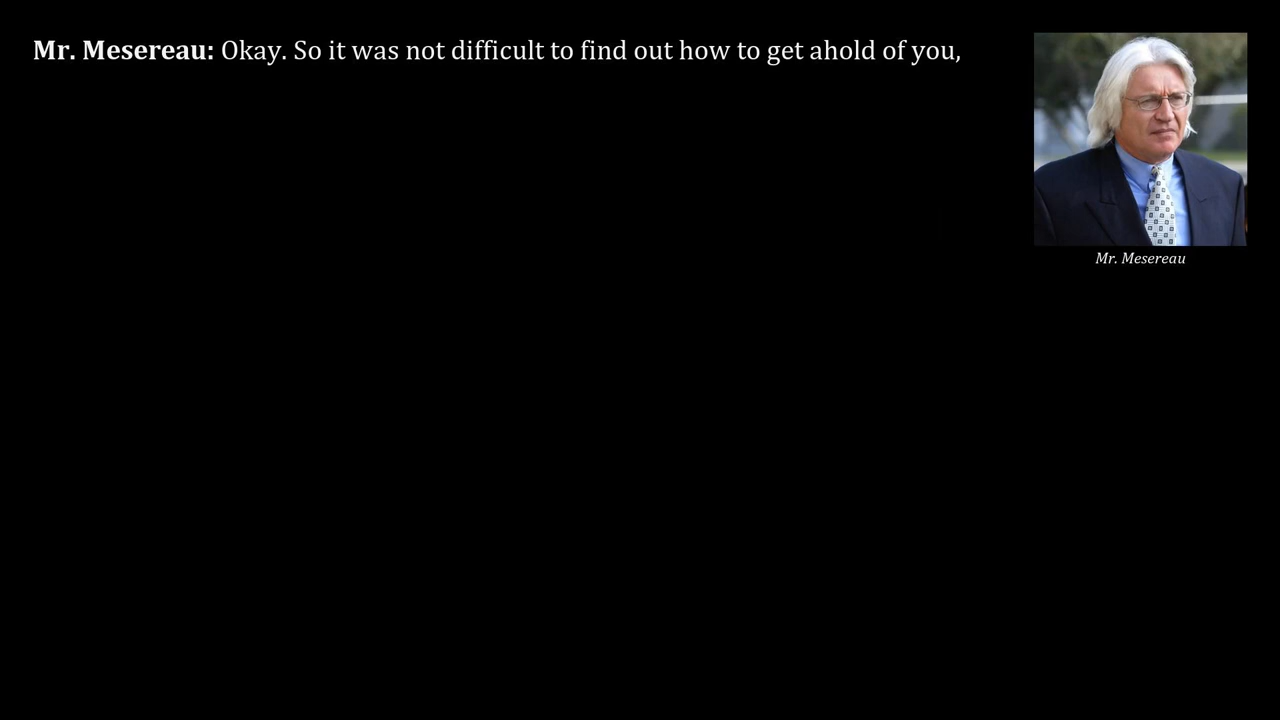 Mr. Mesereau: Okay. So it was not difficult to find out how to get ahold of you,
Mr. Mesereau